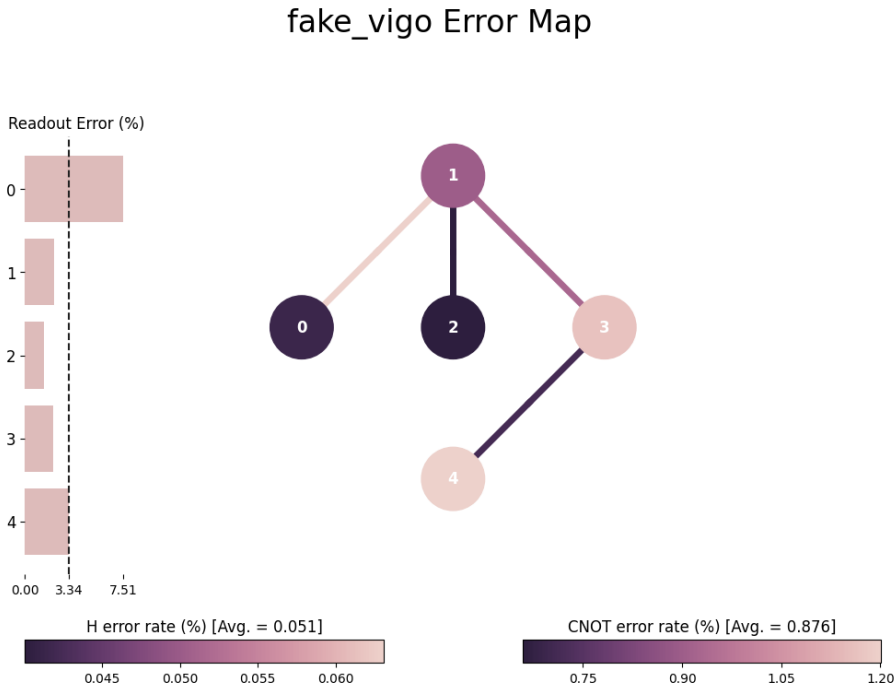 fake_vigo Error Map
Readout Error (%)
0
1
2
3
4
0.00 3.34 7.51
1
0 2 3
4
H error rate (%) [Avg. = 0.051]
0.045 0.050 0.055 0.060
CNOT error rate (%) [Avg. = 0.876]
0.75 0.90 1.05 1.20